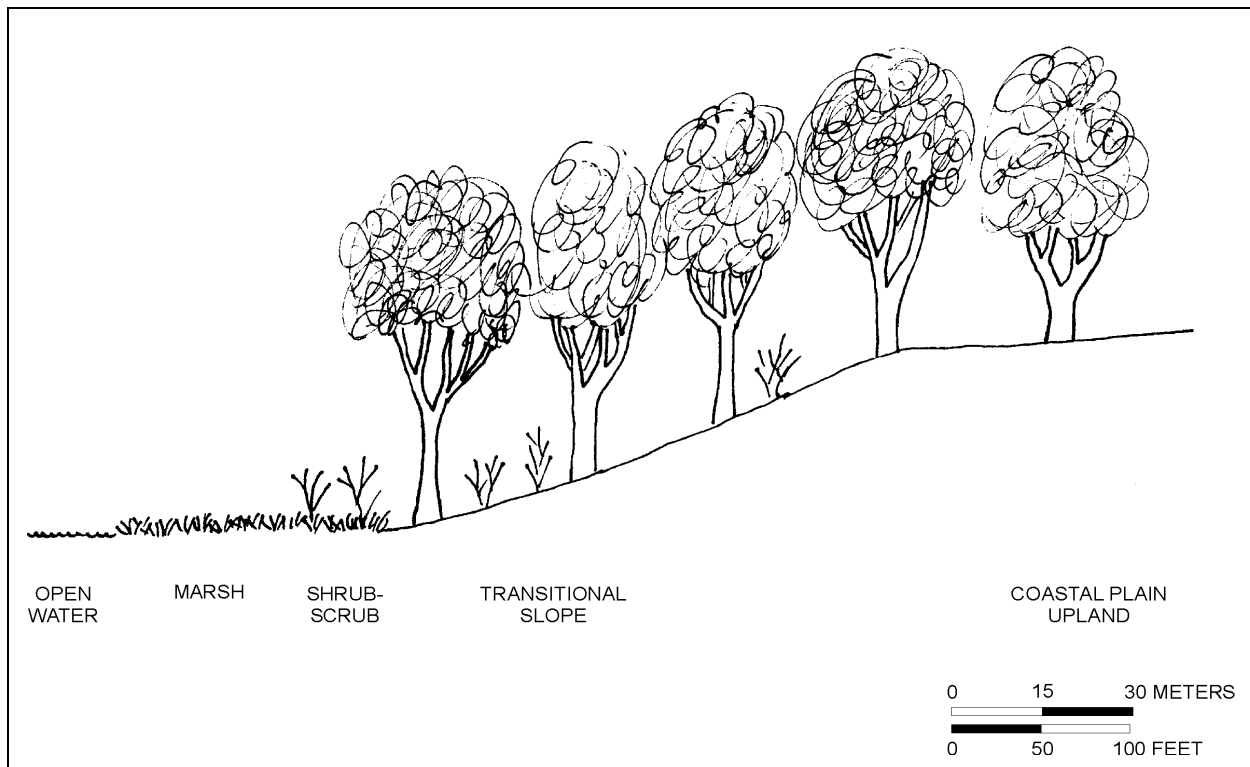 OPEN
WATER
MARSH
SHRUB-
SCRUB
TRANSITIONAL
SLOPE
COASTAL PLAIN
UPLAND
0 15 30 METERS
0 50 100 FEET